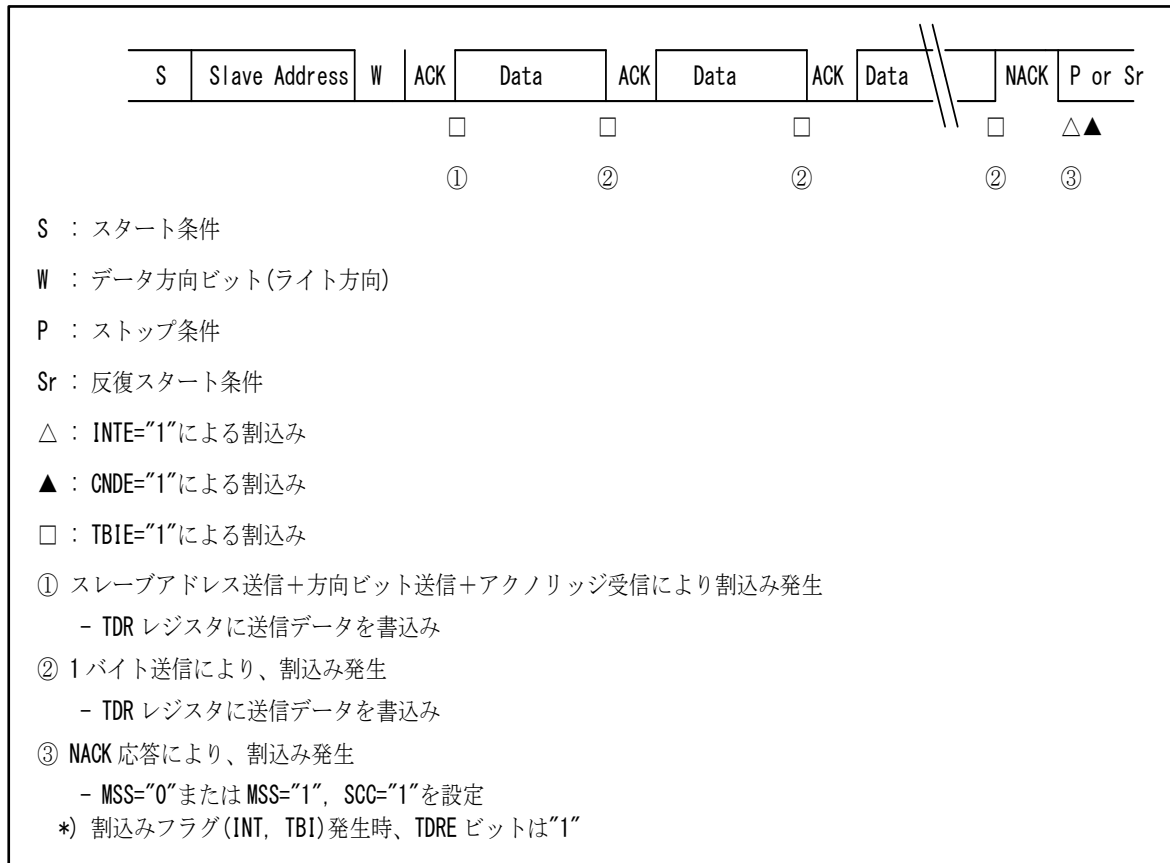 S Slave Address W ACK Data ACK Data ACK Data NACK P or Sr
□ □ □ □ △▲
① ② ② ② ③
S : スタート条件
W : データ方向ビット(ライト方向)
P : ストップ条件
Sr : 反復スタート条件
△ : INTE="1"による割込み
▲ : CNDE="1"による割込み
□ : TBIE="1"による割込み
① スレーブアドレス送信+方向ビット送信+アクノリッジ受信により割込み発生
- TDR レジスタに送信データを書込み
② 1 バイト送信により、割込み発生
- TDR レジスタに送信データを書込み
③ NACK 応答により、割込み発生
- MSS="0"または MSS="1", SCC="1"を設定
*) 割込みフラグ(INT, TBI)発生時、TDRE ビットは"1"